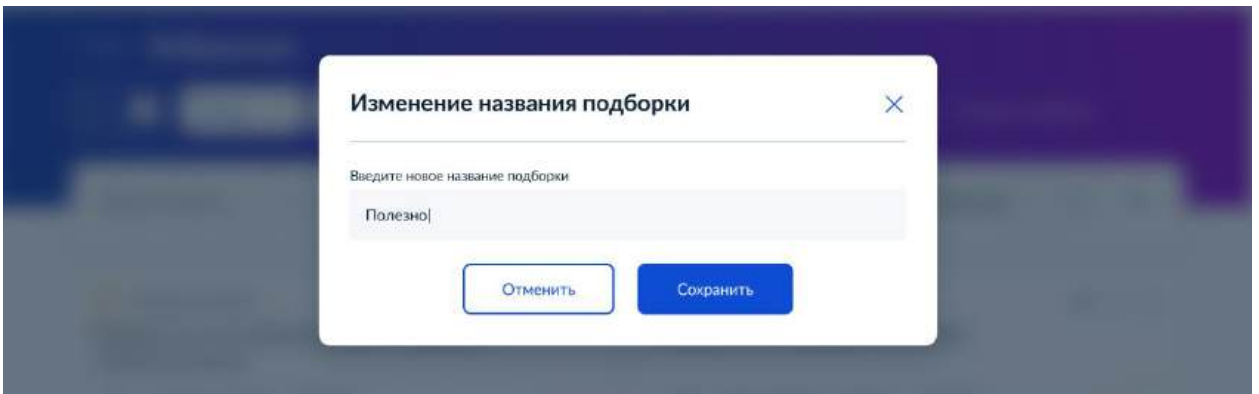 Изменение названия подборки
Введите новое название подборки
Полезно
Отменить
Сохранить